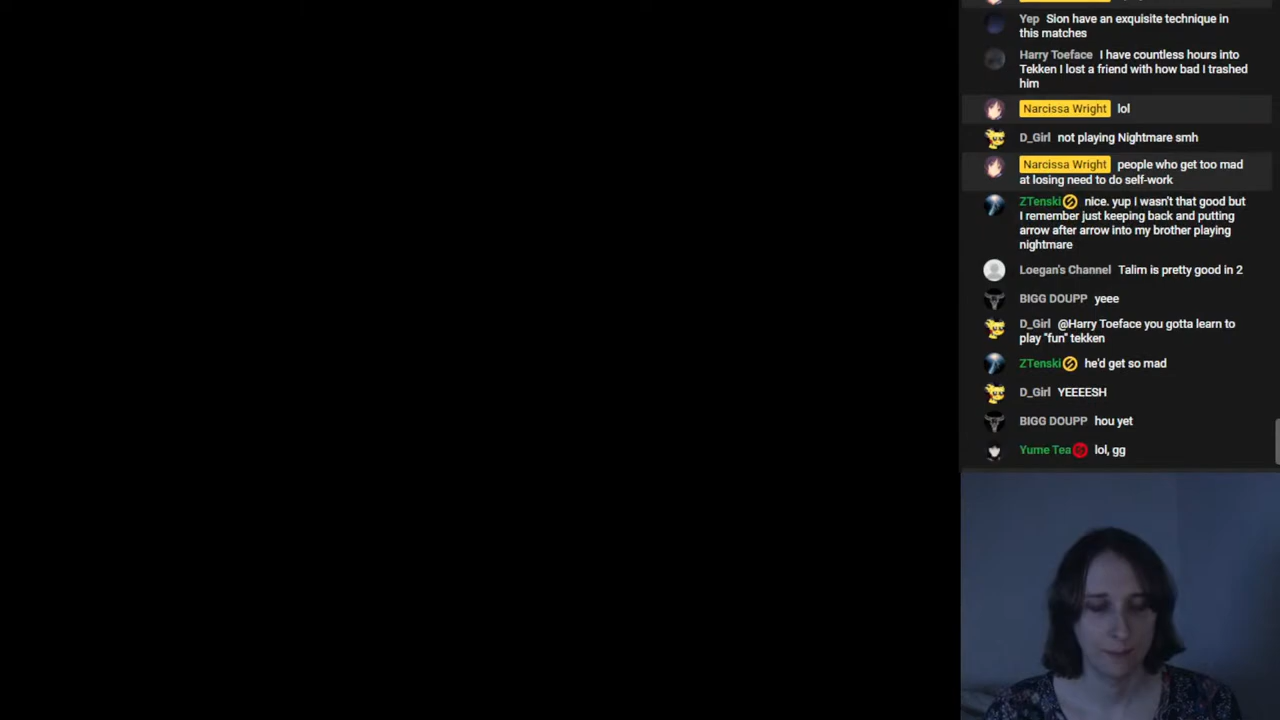 Yep Sion have an exquisite technique in
this matches
Harry Toeface I have countless hours into
Tekken I lost a friend with how bad I trashed
him
Narcissa Wright lol
D_Girl not playing Nightmare smh
Narcissa Wright people who get too mad
at losing need to do self-work
ZTenski nice. yup I wasn't that good but
I remember just keeping back and putting
arrow after arrow into my brother playing
nightmare
Loegan's Channel Talim is pretty good in 2
BIGG DOUPP yeee
D_Girl @Harry Toeface you gotta learn to
play "fun" tekken
ZTenski he'd get so mad
D_Girl YEEEESH
BIGG DOUPP hou yet
Yume Tea lol, gg